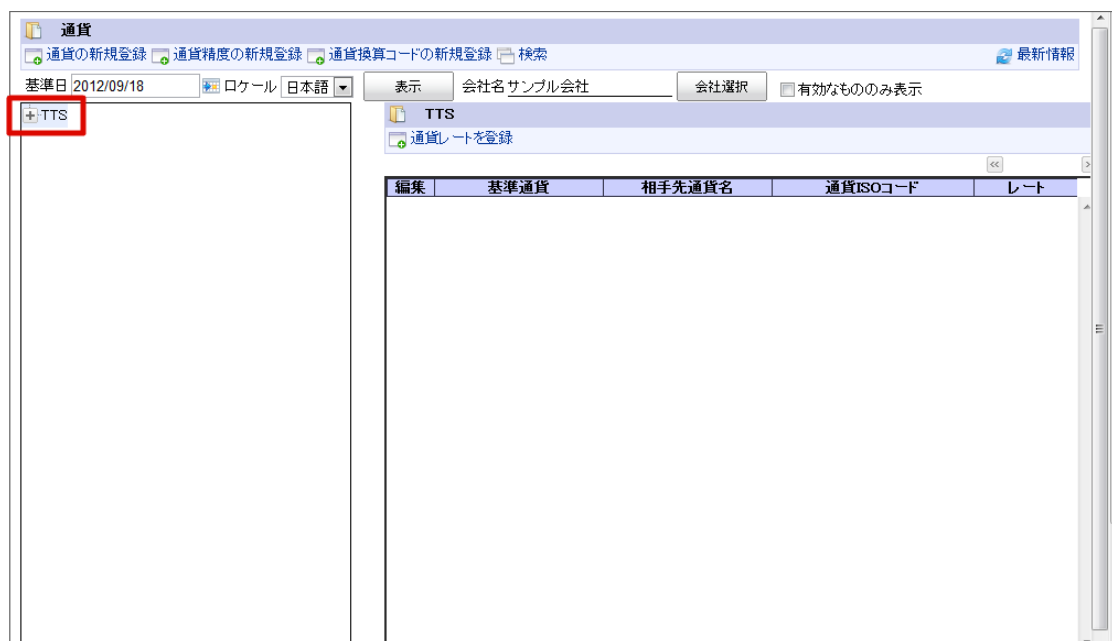 通貨
通貨の新規登録 通貨精度の新規登録 通貨換算コードの新規登録 検索 最新情報
基準日 2012/09/18 ロケール 日本語 表示 会社名 サンプル会社 会社選択 有効なもののみ表示
TTS
TTS
通貨レートを登録
<<
>
編集 基準通貨 相手先通貨名 通貨ISOコード レート